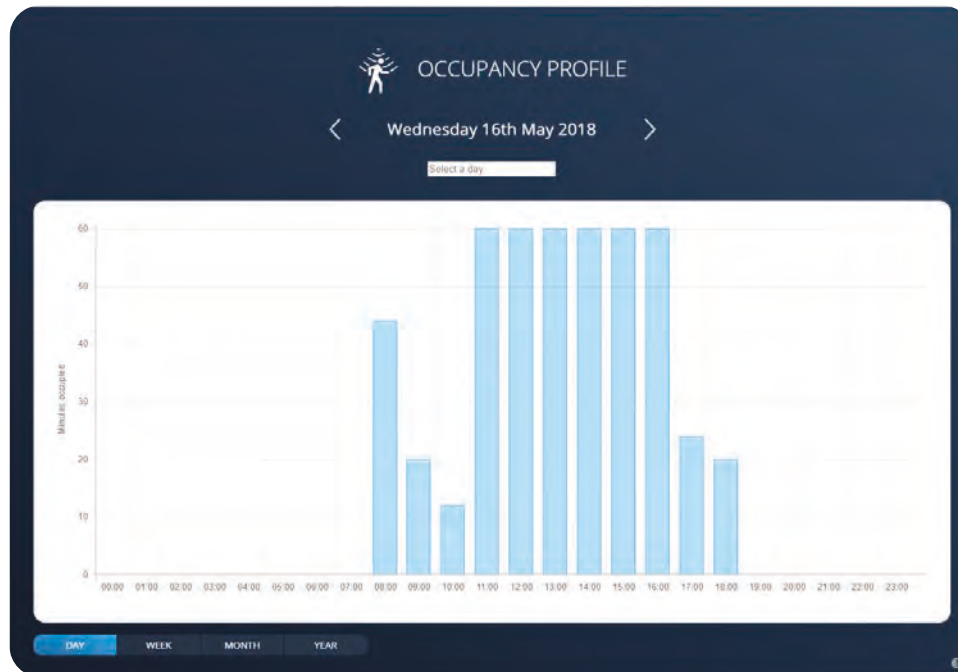 OCCUPANCY PROFILE
Wednesday 16th May 2018
Select a day
60
50
40
30
20
10
0
Minutes occupied
00:00 01:00 02:00 03:00 04:00 05:00 06:00 07:00 08:00 09:00 10:00 11:00 12:00 13:00 14:00 15:00 16:00 17:00 18:00 19:00 20:00 21:00 22:00 23:00
DAY WEEK MONTH YEAR